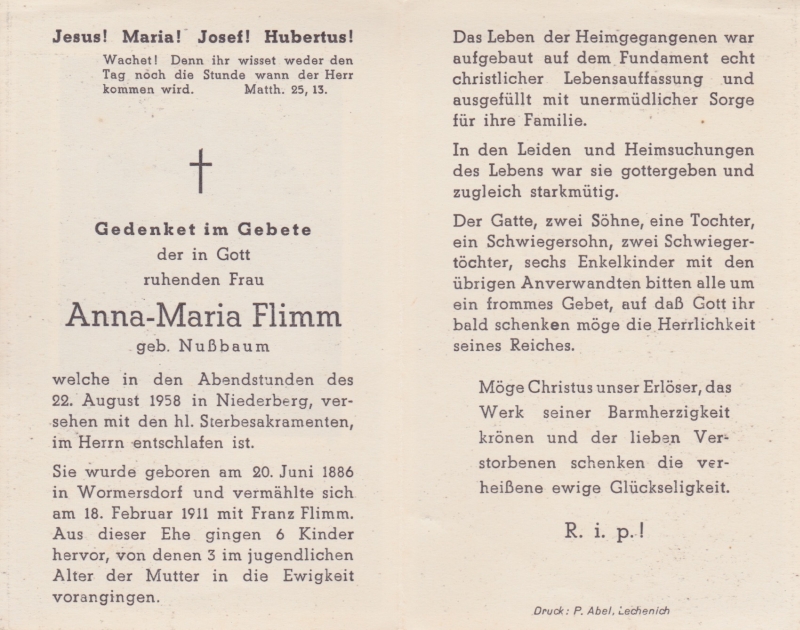 Jesus! Maria! Josef! Hubertus!
Wachet! Denn ihr wisset weder den
Tag noch die Stunde wann der Herr
kommen wird. Matth. 25, 13.
Gedenket im Gebete
der in Gott
ruhenden Frau
Anna-Maria Flimm
geb. Nußbaum
welche in den Abendstunden des
22. August 1958 in Niederberg, ver-
sehen mit den hl. Sterbesakramenten,
im Herrn entschlafen ist.
Sie wurde geboren am 20. Juni 1886
in Wormersdorf und vermählte sich
am 18. Februar 1911 mit Franz Flimm.
Aus dieser Ehe gingen 6 Kinder
hervor, von denen 3 im jugendlichen
Alter der Mutter in die Ewigkeit
vorangingen.
Das Leben der Heimgegangenen war
aufgebaut auf dem Fundament echt
christlicher Lebensauffassung und
ausgefüllt mit unermüdlicher Sorge
für ihre Familie.
In den Leiden und Heimsuchungen
des Lebens war sie gottergeben und
zugleich starkmütig.
Der Gatte, zwei Söhne, eine Tochter,
ein Schwiegersohn, zwei Schwieger-
töchter, sechs Enkelkinder mit den
übrigen Anverwandten bitten alle um
ein frommes Gebet, auf daß Gott ihr
bald schenken möge die Herrlichkeit
seines Reiches.
Möge Christus unser Erlöser, das
Werk seiner Barmherzigkeit
krönen und der lieben Ver-
storbenen schenken die ver-
heißene ewige Glückseligkeit.
R. i. p.!
Druck: P. Abel, Lechenich